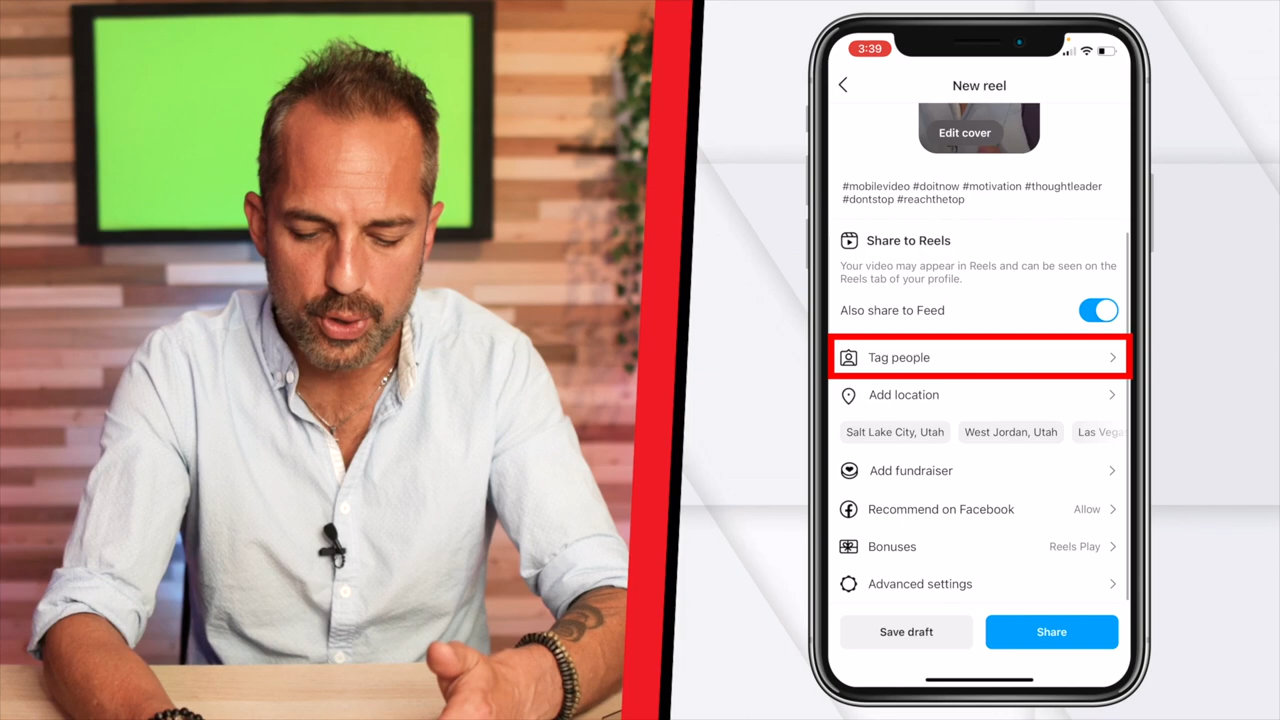 3:39
New reel
Edit cover
#mobilevideo #doitnow #motivation #thoughtleader
#dontstop #reachthetop
Share to Reels
Your video may appear in Reels and can be seen on the
Reels tab of your profile.
Also share to Feed
Tag people
Add location
Salt Lake City, Utah West Jordan, Utah Las Vega
Add fundraiser
Recommend on Facebook Allow
Bonuses Reels Play
Advanced settings
Save draft Share